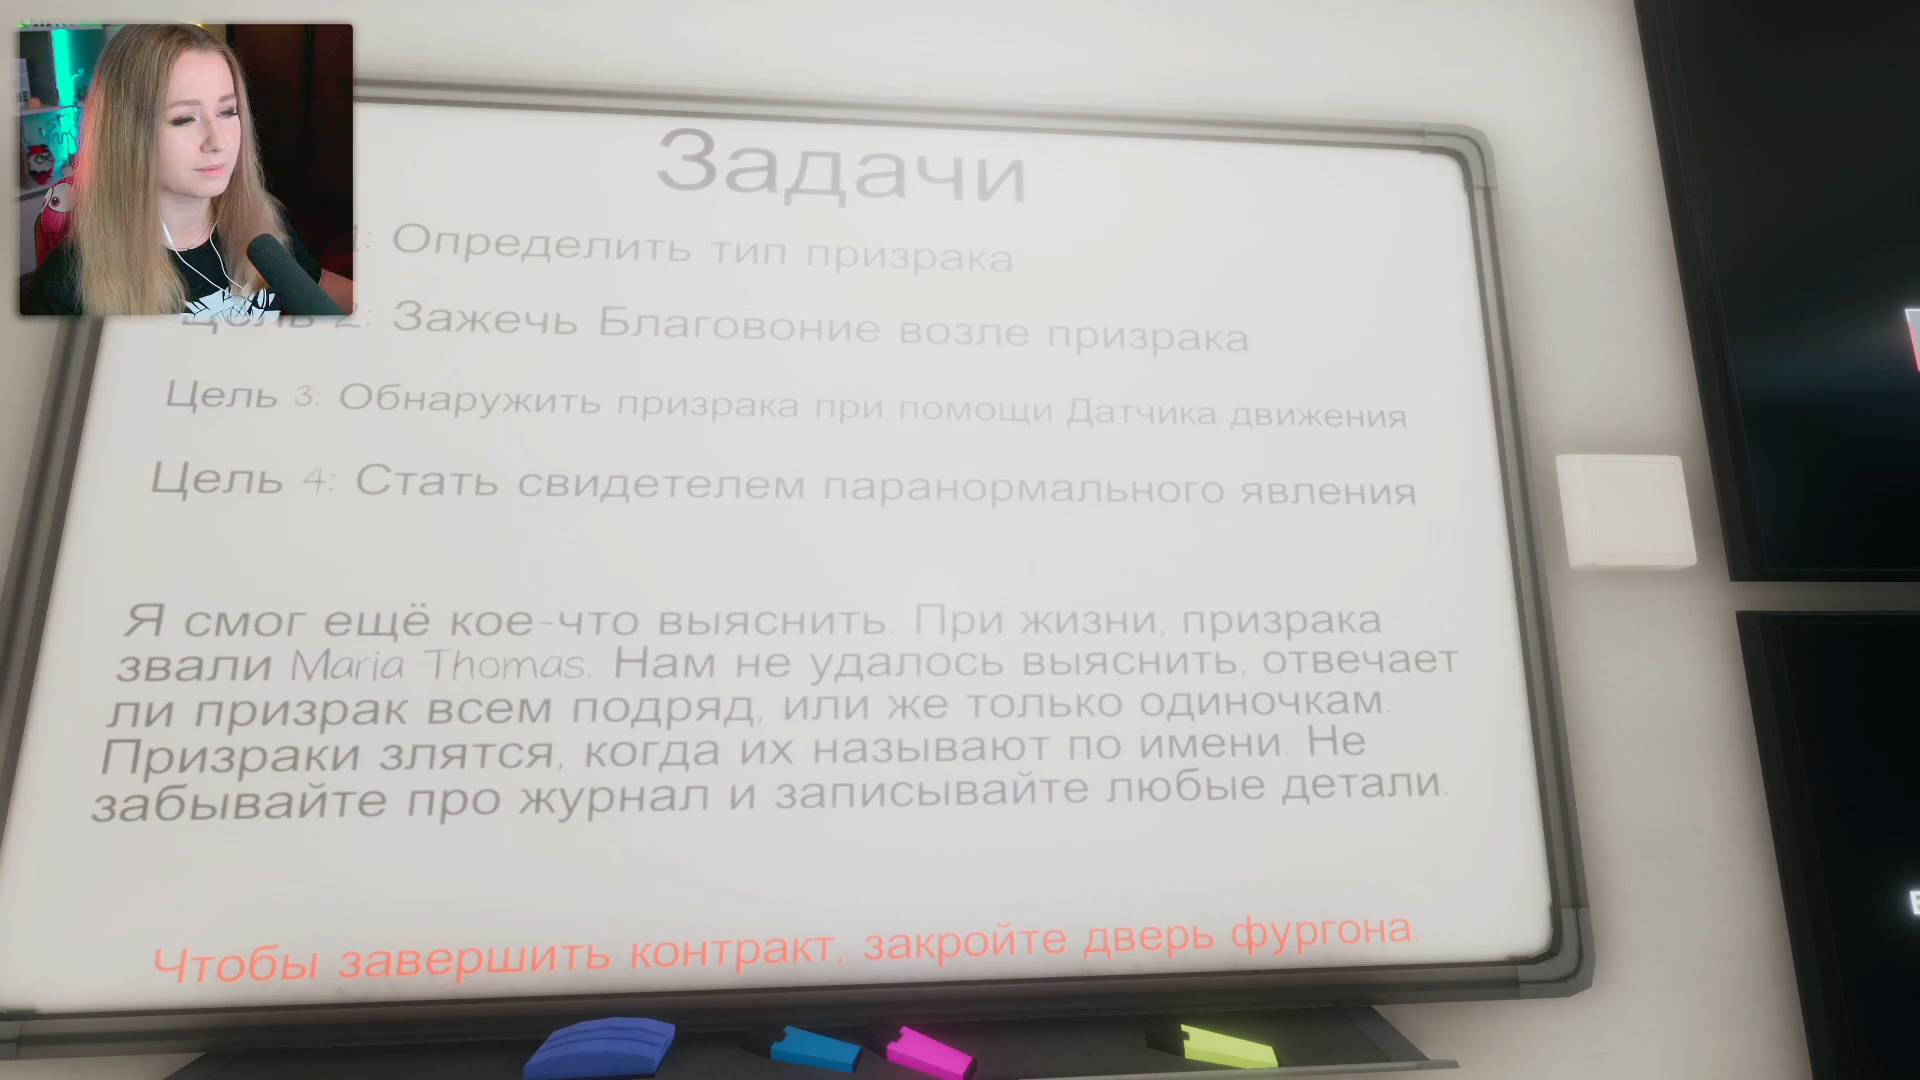 Задачи
1: Определить тип призрака
Цель 2: Зажечь Благовоние возле призрака
Цель 3: Обнаружить призрака при помощи Датчика движения
Цель 4: Стать свидетелем паранормального явления
Я смог ещё кое-что выяснить. При жизни, призрака
звали Maria Thomas. Нам не удалось выяснить, отвечает
ли призрак всем подряд, или же только одиночкам.
Призраки злятся, когда их называют по имени. Не
забывайте про журнал и записывайте любые детали.
Чтобы завершить контракт, закройте дверь фургона.